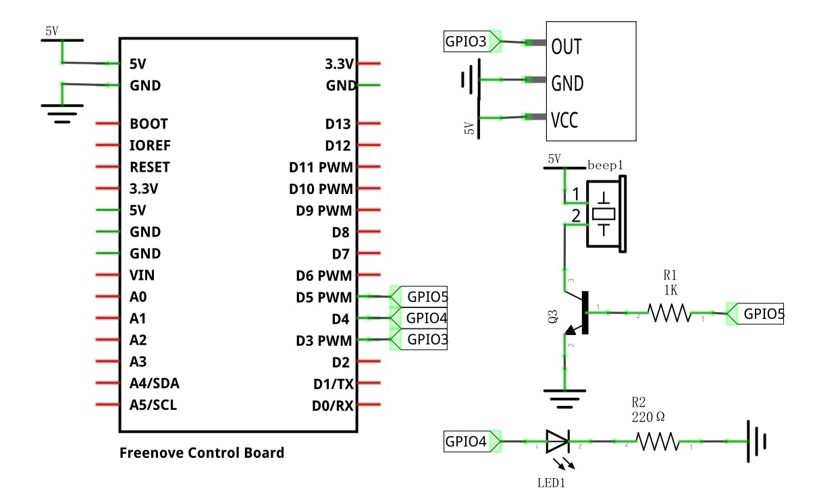 5V
5V
GND
BOOT
IOREF
RESET
3.3V
5V
GND
GND
VIN
A0
A1
A2
A3
A4/SDA
A5/SCL
3.3V
GND
D13
D12
D11 PWM
D10 PWM
D9 PWM
D8
D7
D6 PWM
D5 PWM
D4
D3 PWM
D2
D1/TX
D0/RX
GPIO5
GPIO4
GPIO3
Freenove Control Board
GPIO3
OUT
GND
VCC
5V
5V
beep1
1
2
3
Q3
1
2
R1
1K
2
1
GPIO5
GPIO4
1
2
LED1
R2
220Ω
2
1